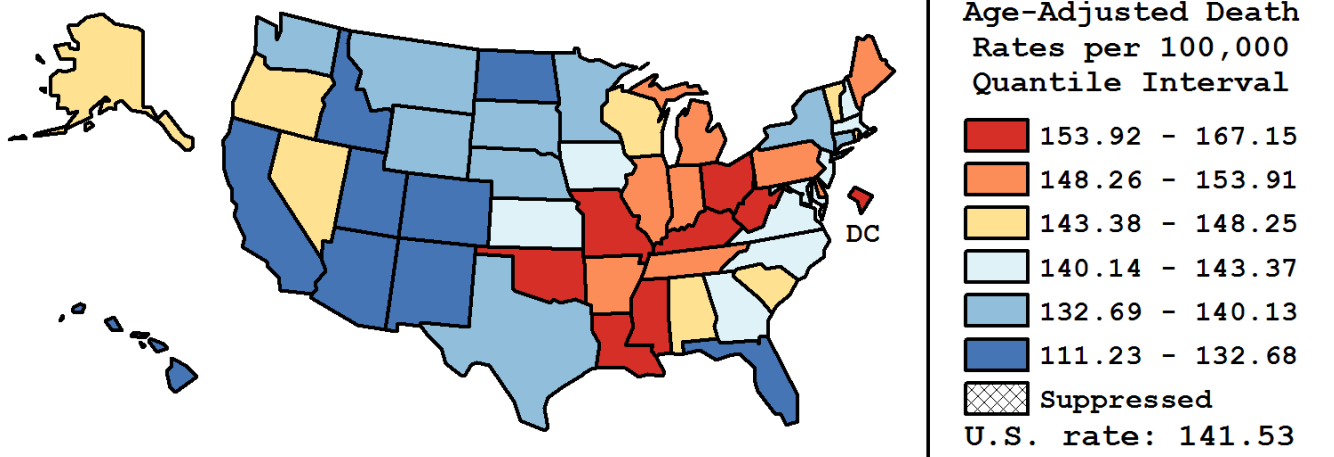 DC
Age-Adjusted Death
Rates per 100,000
Quantile Interval
153.92 - 167.15
148.26 - 153.91
143.38 - 148.25
140.14 - 143.37
132.69 - 140.13
111.23 - 132.68
Suppressed
U.S. rate: 141.53